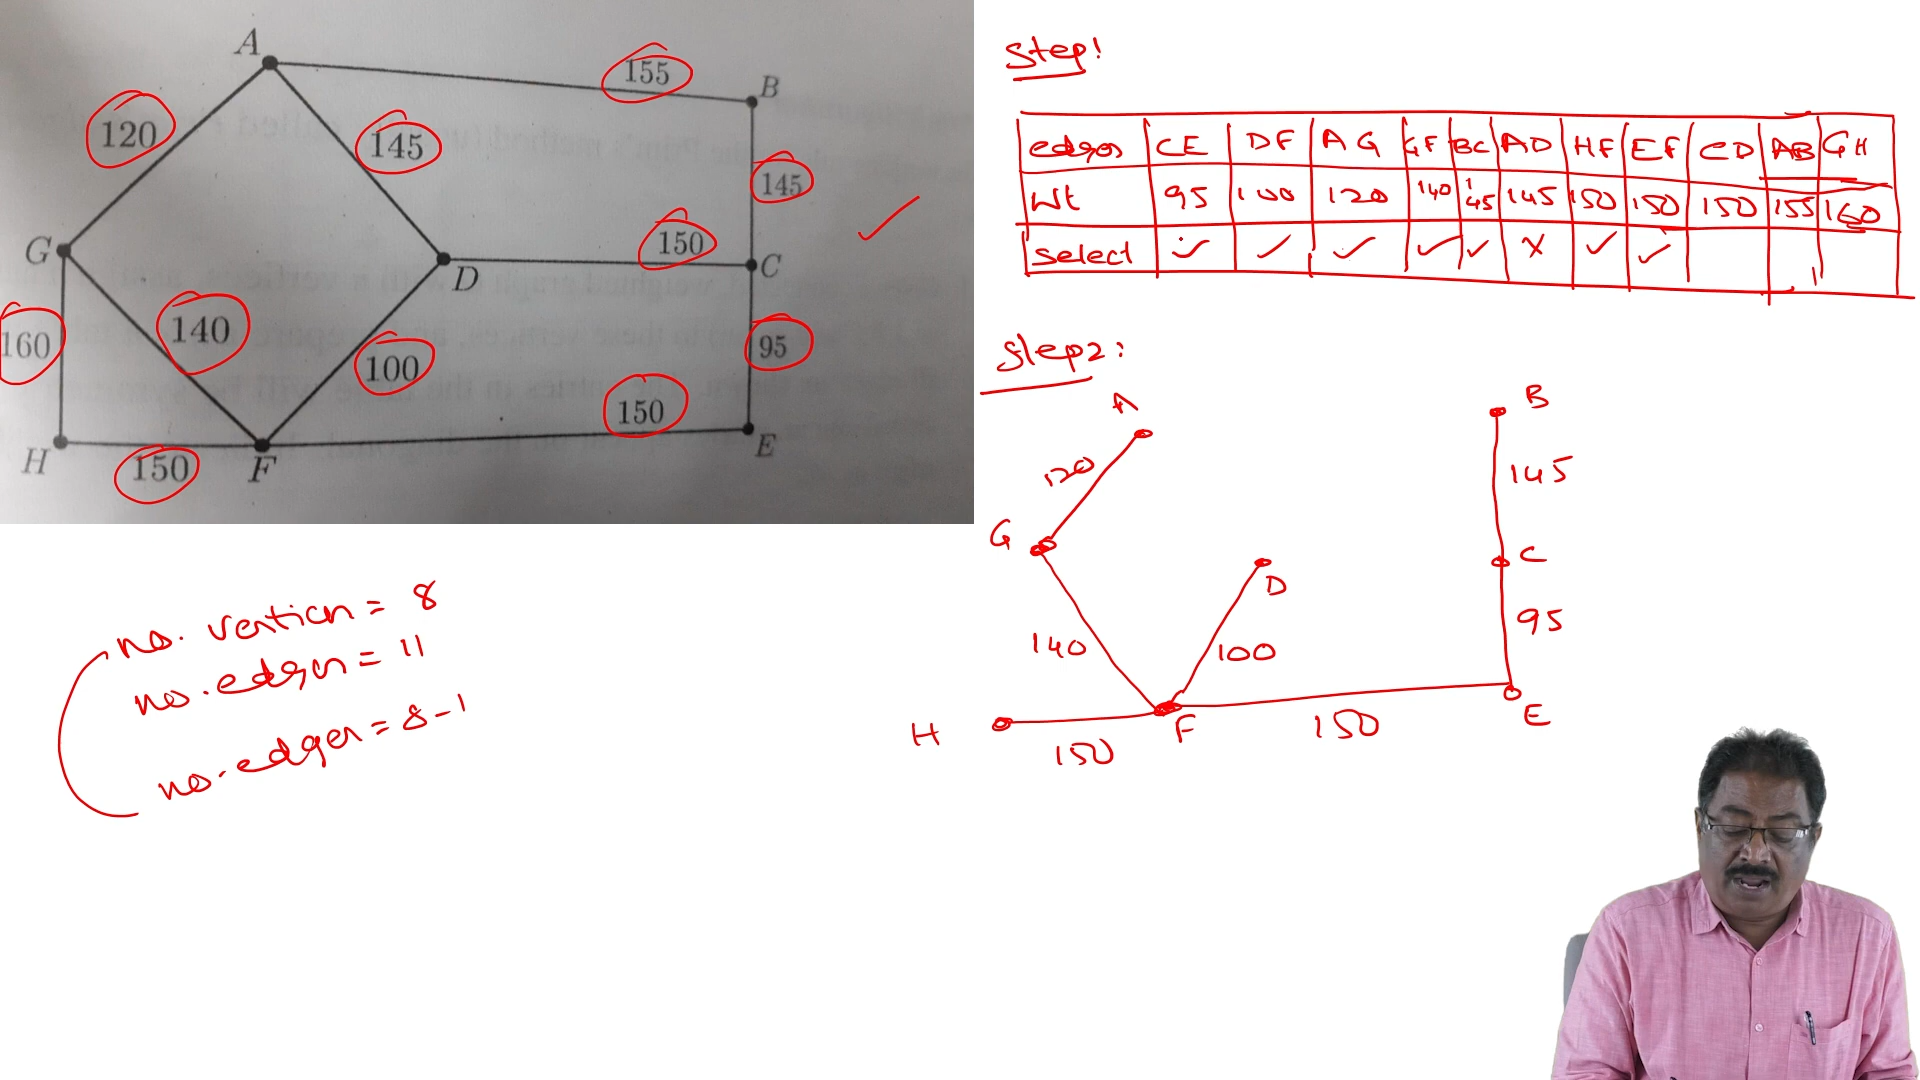 A
155
B
120
145
145
150
G
D
C
160
140
100
95
150
H
150
F
E
no. vertices = 8
no. edges = 11
no. edges = 8-1
Step1
edges CE DF AG GF BC AD HF EF CD AB GH
Wt 95 100 120 140 145 145 150 150 150 155 160
select ✓ ✓ ✓ ✓ ✓ X ✓ ✓
Step2:
A
B
120
145
G
C
D
95
140
100
H
F
E
150
150